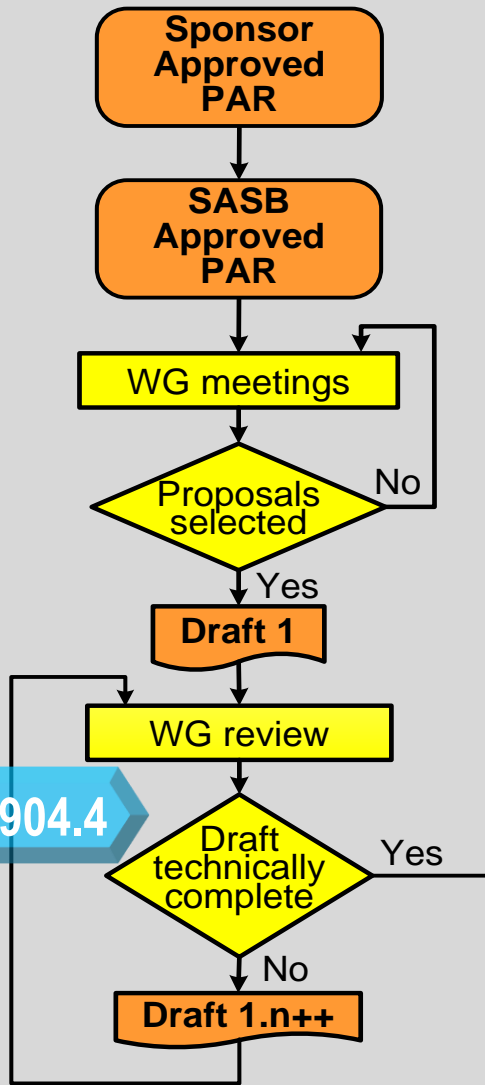 Sponsor
Approved
PAR
SASB
Approved
PAR
WG meetings
Proposals
selected
No
Yes
Draft 1
WG review
904.4
Draft
technically
complete
Yes
No
Draft 1.n++